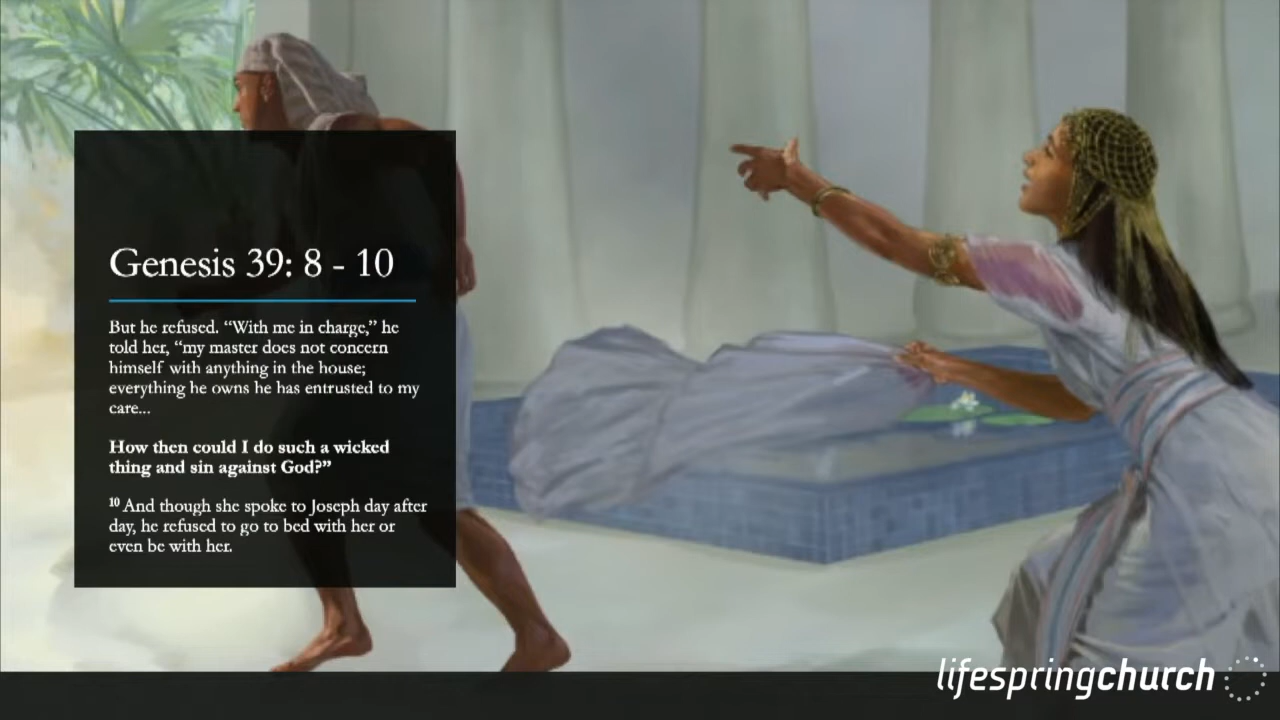 Genesis 39: 8 - 10
But he refused. “With me in charge,” he
told her, “my master does not concern
himself with anything in the house;
everything he owns he has entrusted to my
care...
How then could I do such a wicked
thing and sin against God?”
10 And though she spoke to Joseph day after
day, he refused to go to bed with her or
even be with her.
lifespringchurch